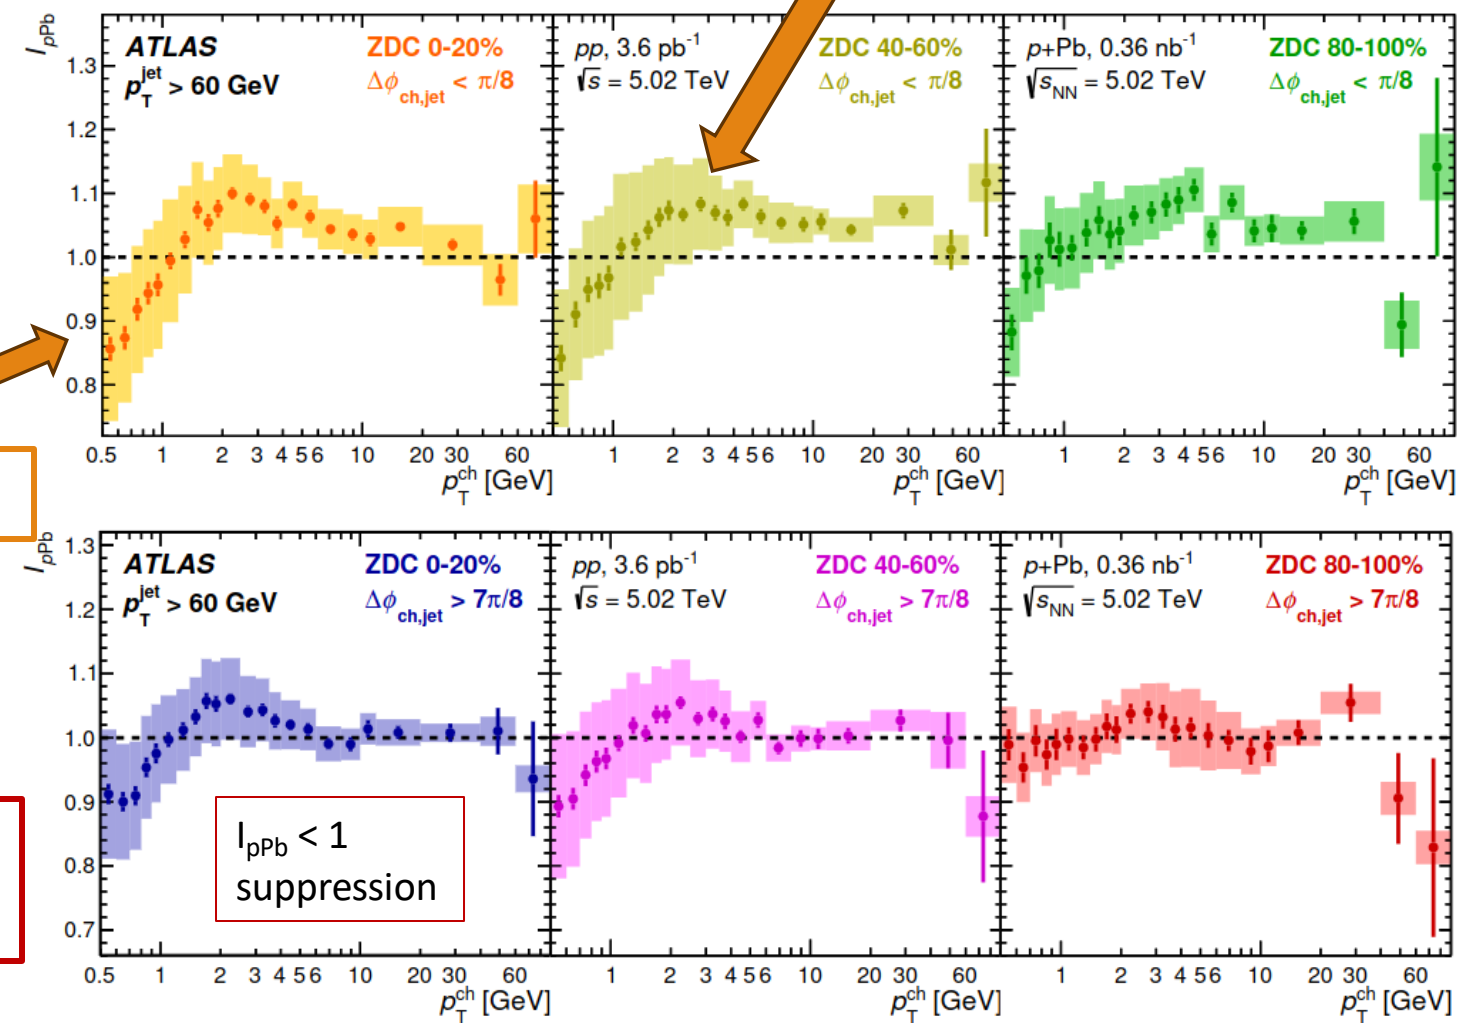 I_pPb
ATLAS
p_T^jet > 60 GeV
ZDC 0-20%
Δϕ_ch,jet < π/8
pp, 3.6 pb⁻¹
√s = 5.02 TeV
ZDC 40-60%
Δϕ_ch,jet < π/8
p+Pb, 0.36 nb⁻¹
√s_NN = 5.02 TeV
ZDC 80-100%
Δϕ_ch,jet < π/8
1.3
1.2
1.1
1.0
0.9
0.8
0.5 1 2 3 4 5 6 10 20 30 60
1 2 3 4 5 6 10 20 30 60
1 2 3 4 5 6 10 20 30 60
p_T^ch [GeV]
p_T^ch [GeV]
p_T^ch [GeV]
I_pPb
ATLAS
p_T^jet > 60 GeV
ZDC 0-20%
Δϕ_ch,jet > 7π/8
pp, 3.6 pb⁻¹
√s = 5.02 TeV
ZDC 40-60%
Δϕ_ch,jet > 7π/8
p+Pb, 0.36 nb⁻¹
√s_NN = 5.02 TeV
ZDC 80-100%
Δϕ_ch,jet > 7π/8
1.3
1.2
1.1
1.0
0.9
0.8
0.7
I_pPb < 1
suppression
0.5 1 2 3 4 5 6 10 20 30 60
1 2 3 4 5 6 10 20 30 60
1 2 3 4 5 6 10 20 30 60
p_T^ch [GeV]
p_T^ch [GeV]
p_T^ch [GeV]